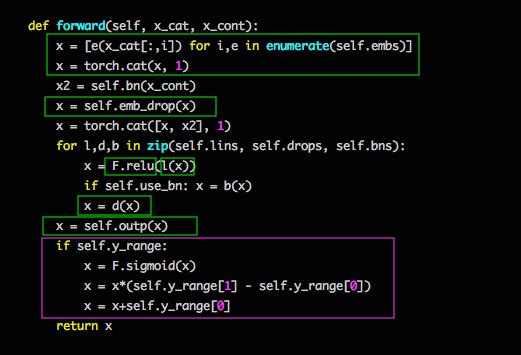 def forward(self, x_cat, x_cont):
x = [e(x_cat[:,i]) for i,e in enumerate(self.embs)]
x = torch.cat(x, 1)
x2 = self.bn(x_cont)
x = self.emb_drop(x)
x = torch.cat([x, x2], 1)
for l,d,b in zip(self.lins, self.drops, self.bns):
x = F.relu(l(x))
if self.use_bn: x = b(x)
x = d(x)
x = self.outp(x)
if self.y_range:
x = F.sigmoid(x)
x = x*(self.y_range[1] - self.y_range[0])
x = x+self.y_range[0]
return x